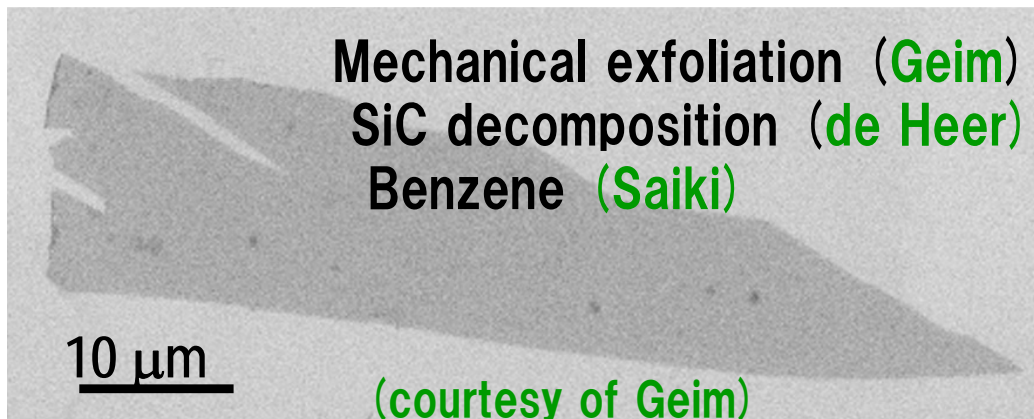 Mechanical exfoliation (Geim)
SiC decomposition (de Heer)
Benzene (Saiki)
10 μm
(courtesy of Geim)